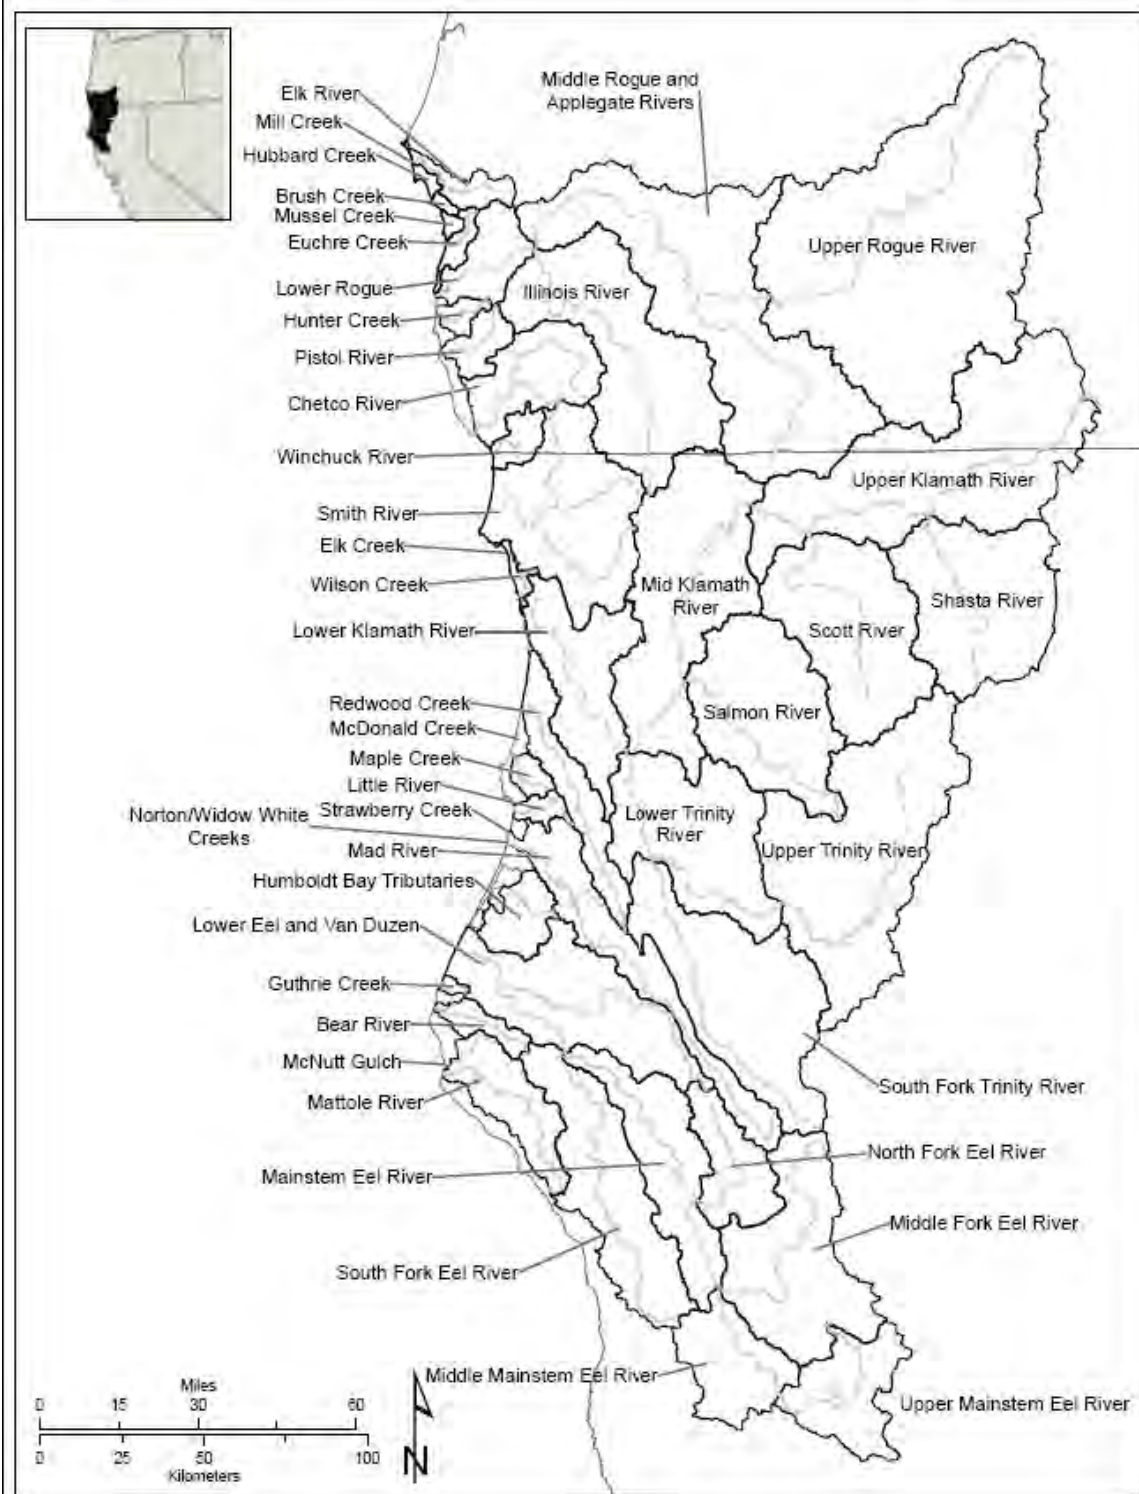 Elk River
Mill Creek
Hubbard Creek
Brush Creek
Mussel Creek
Euchre Creek
Lower Rogue
Hunter Creek
Pistol River
Chetco River
Winchuck River
Smith River
Elk Creek
Wilson Creek
Lower Klamath River
Redwood Creek
McDonald Creek
Maple Creek
Little River
Strawberry Creek
Norton/Widow White
Creeks
Mad River
Humboldt Bay Tributaries
Lower Eel and Van Duzen
Guthrie Creek
Bear River
McNutt Gulch
Mattole River
Mainstem Eel River
South Fork Eel River
Middle Mainstem Eel River
Middle Rogue and
Applegate Rivers
Upper Rogue River
Illinois River
Upper Klamath River
Mid Klamath
River
Shasta River
Scott River
Salmon River
Lower Trinity
River
Upper Trinity River
South Fork Trinity River
North Fork Eel River
Middle Fork Eel River
Upper Mainstem Eel River
Miles
0 15 30 60
0 25 50 100
Kilometers
N